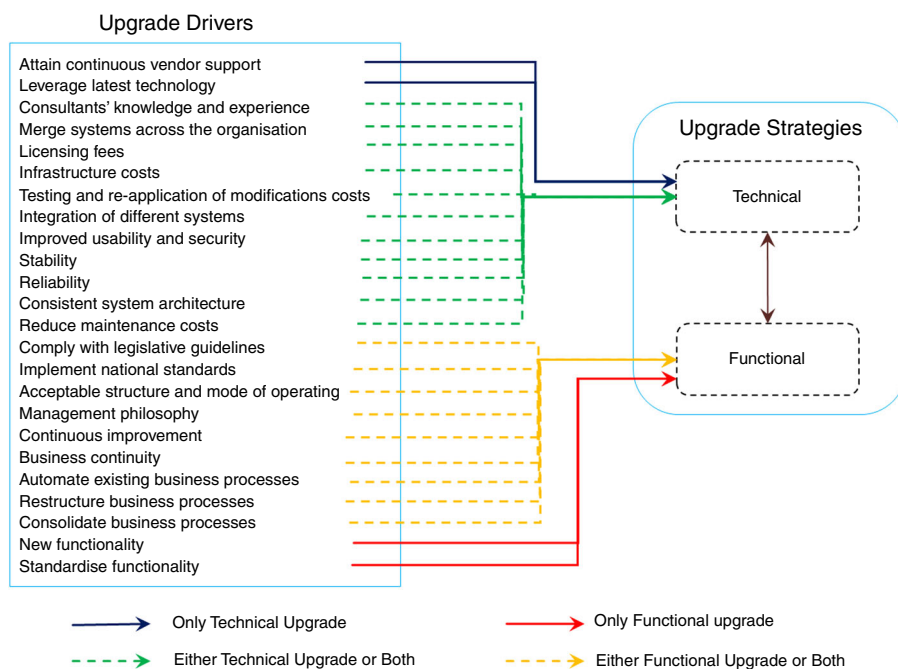 Upgrade Drivers
Attain continuous vendor support
Leverage latest technology
Consultants' knowledge and experience
Merge systems across the organisation
Licensing fees
Infrastructure costs
Testing and re-application of modifications costs
Integration of different systems
Improved usability and security
Stability
Reliability
Consistent system architecture
Reduce maintenance costs
Comply with legislative guidelines
Implement national standards
Acceptable structure and mode of operating
Management philosophy
Continuous improvement
Business continuity
Automate existing business processes
Restructure business processes
Consolidate business processes
New functionality
Standardise functionality
Upgrade Strategies
Technical
Functional
Only Technical Upgrade
Only Functional upgrade
Either Technical Upgrade or Both
Either Functional Upgrade or Both